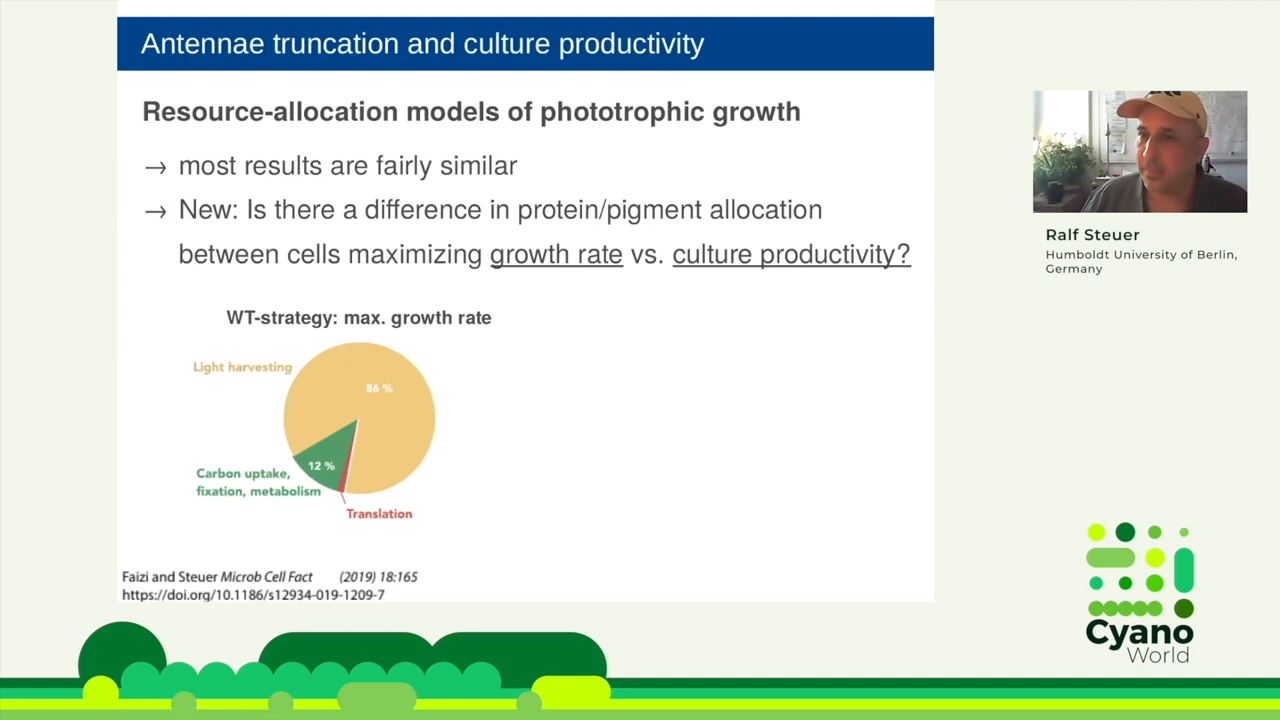 Antennae truncation and culture productivity
Resource-allocation models of phototrophic growth
→ most results are fairly similar
→ New: Is there a difference in protein/pigment allocation
between cells maximizing growth rate vs. culture productivity?
WT-strategy: max. growth rate
Light harvesting
86 %
12 %
Carbon uptake,
fixation, metabolism
Translation
Faizi and Steuer Microb Cell Fact (2019) 18:165
https://doi.org/10.1186/s12934-019-1209-7
Ralf Steuer
Humboldt University of Berlin,
Germany
Cyano
World